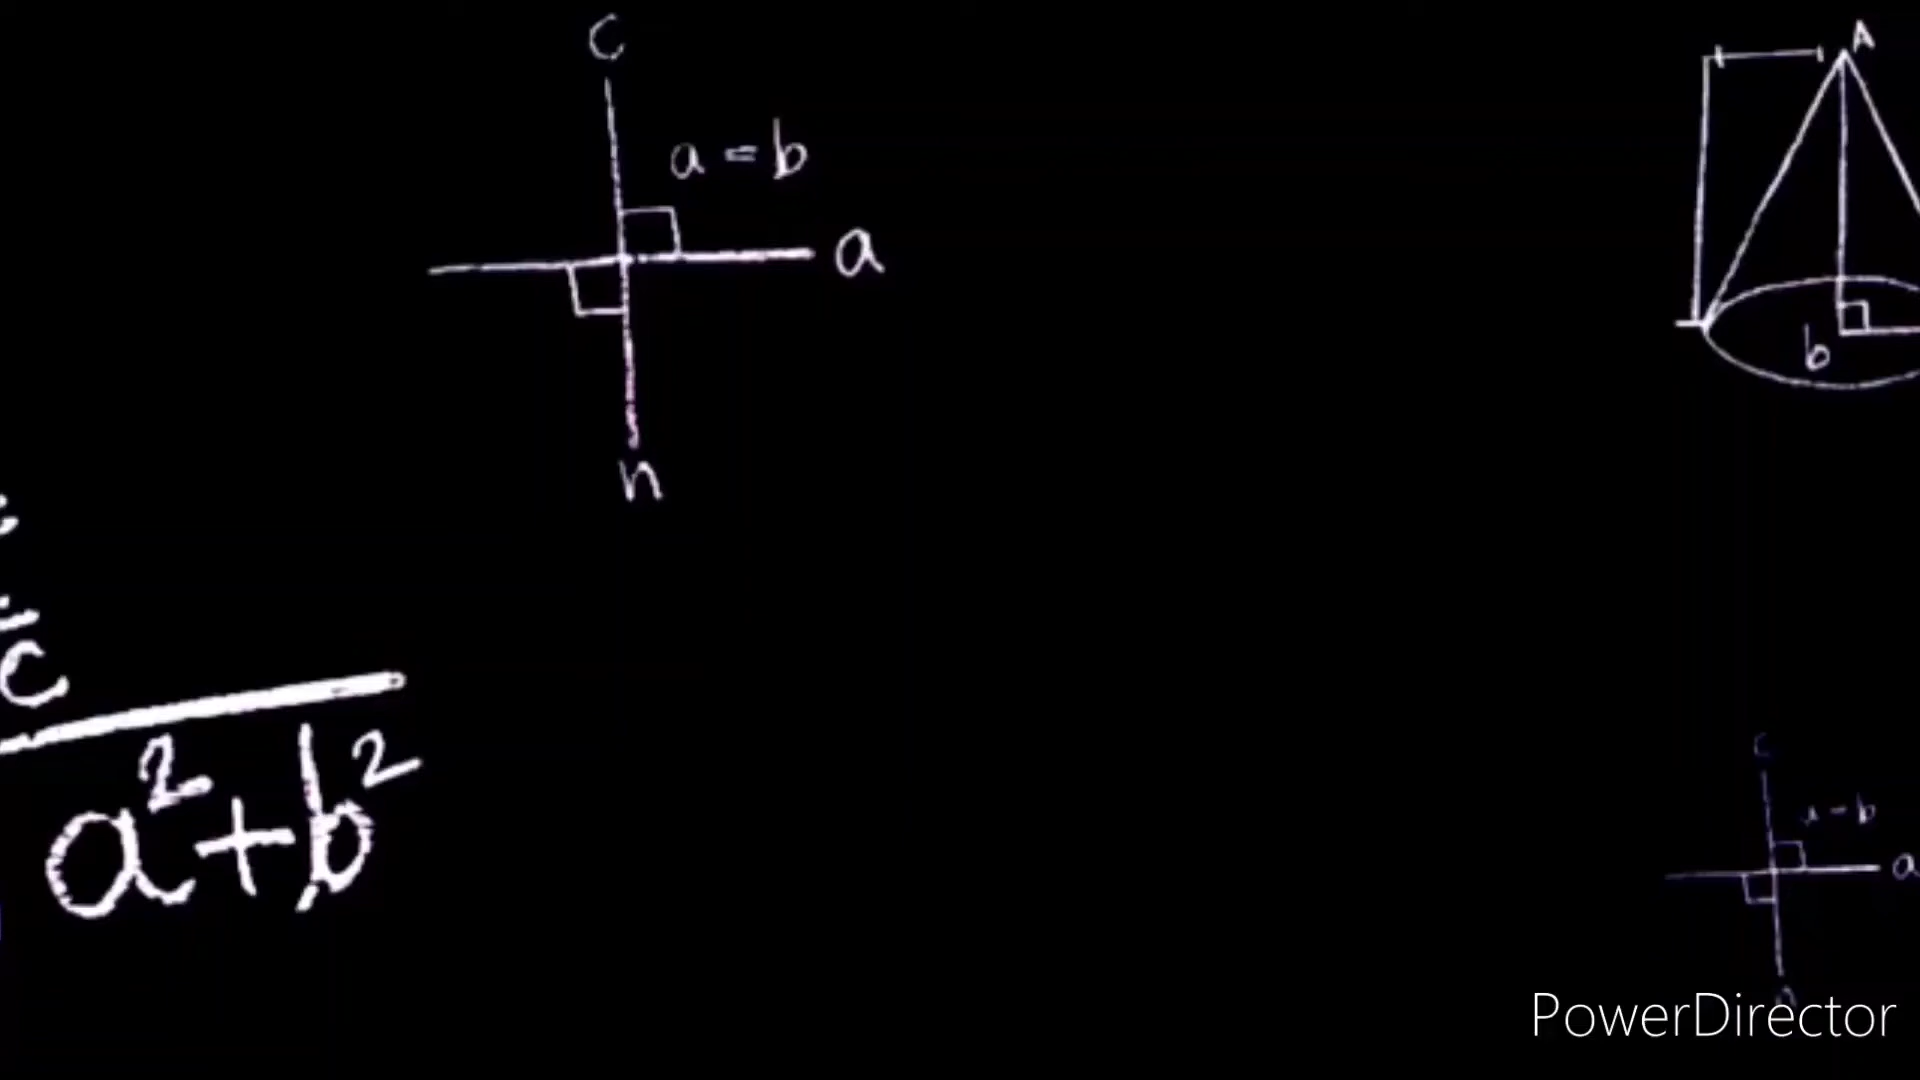 c
A
a = b
a
b
n
c
a²+b²
c
a - b
a
n
PowerDirector